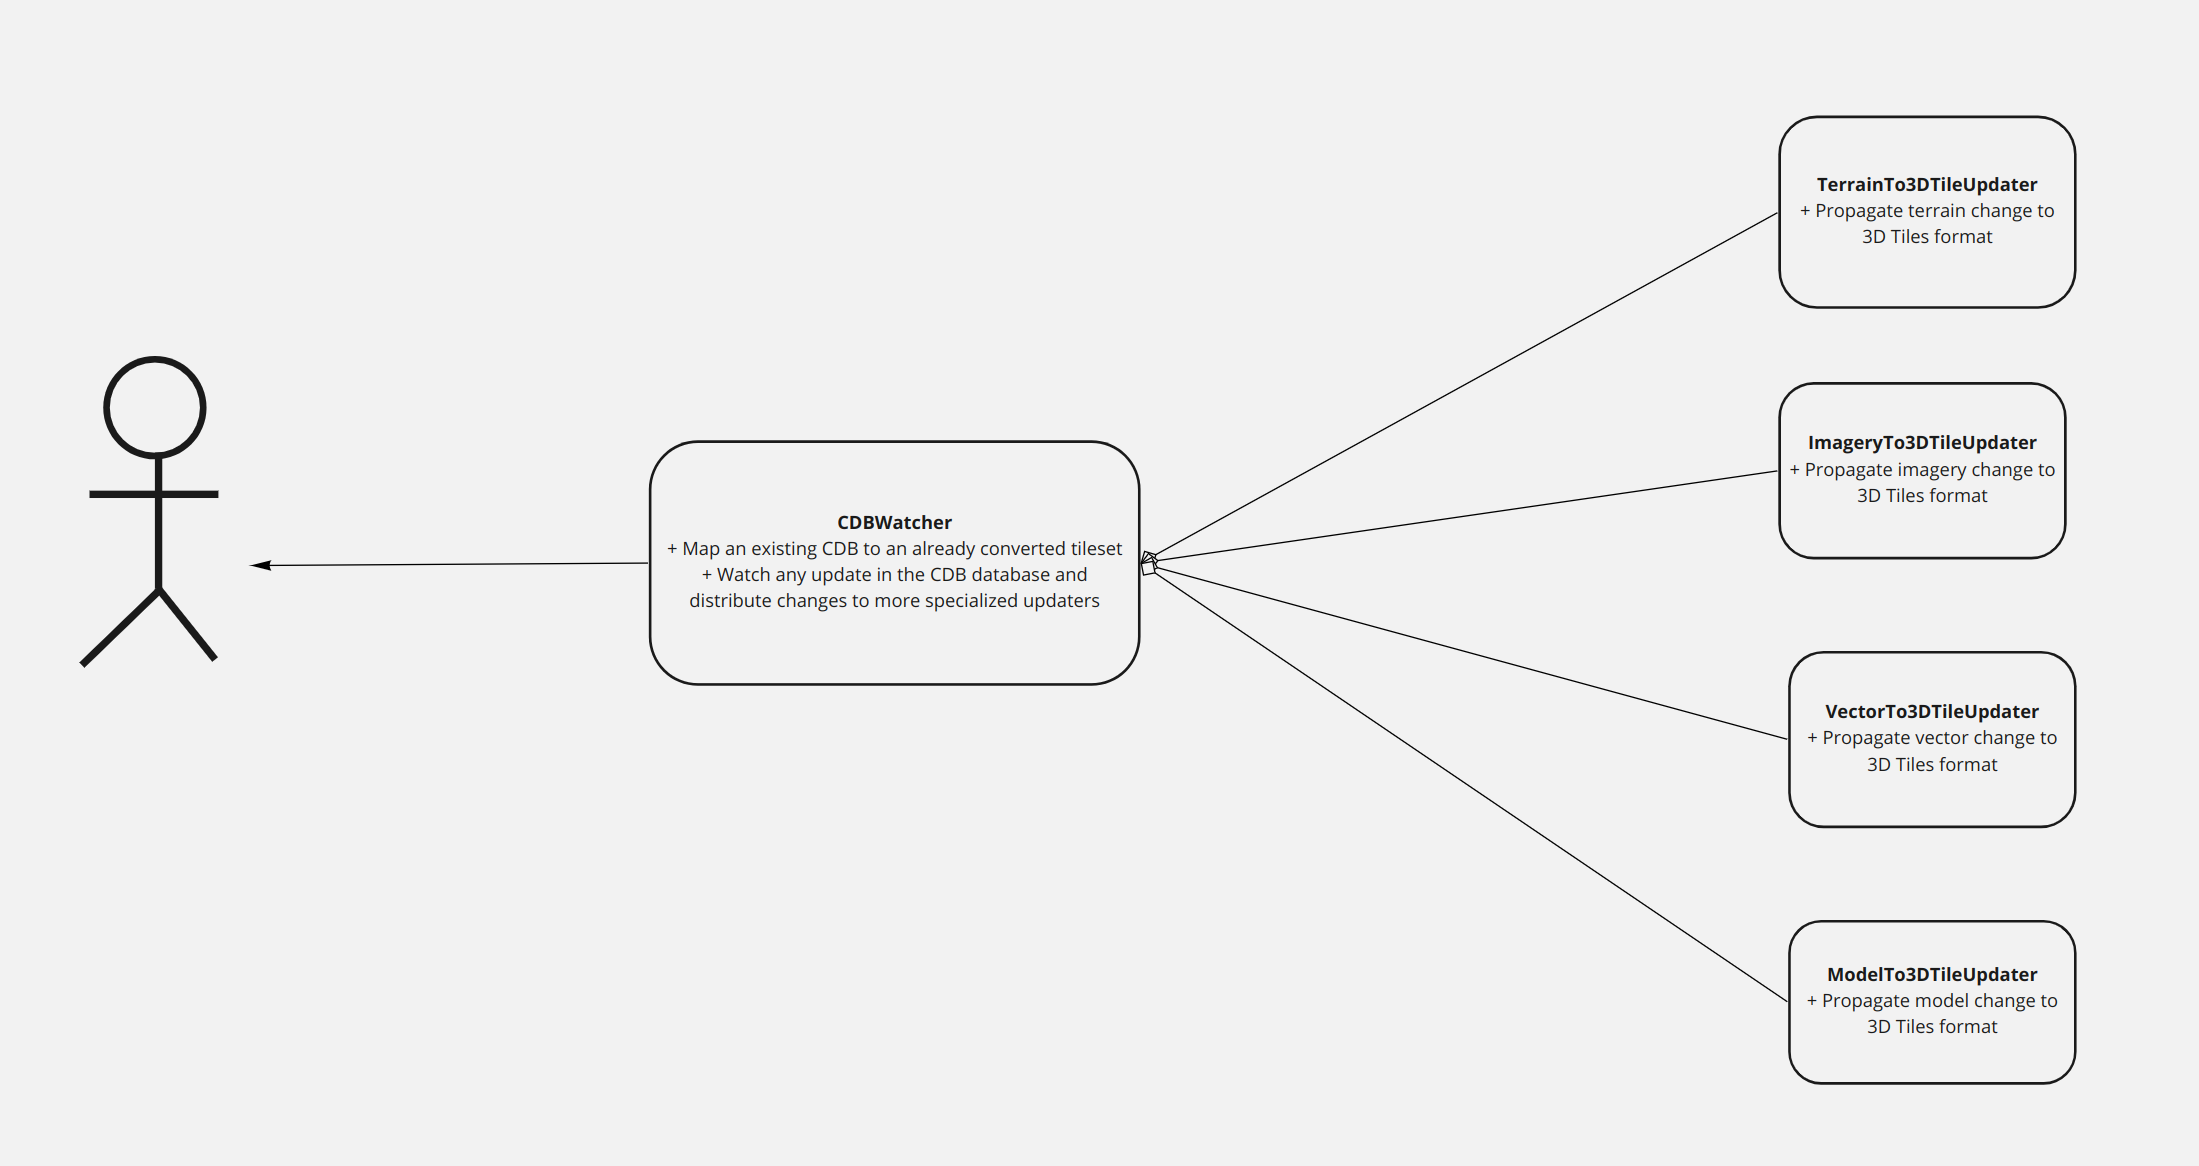 CDBWatcher
+ Map an existing CDB to an already converted tileset
+ Watch any update in the CDB database and
distribute changes to more specialized updaters
TerrainTo3DTileUpdater
+ Propagate terrain change to
3D Tiles format
ImageryTo3DTileUpdater
+ Propagate imagery change to
3D Tiles format
VectorTo3DTileUpdater
+ Propagate vector change to
3D Tiles format
ModelTo3DTileUpdater
+ Propagate model change to
3D Tiles format